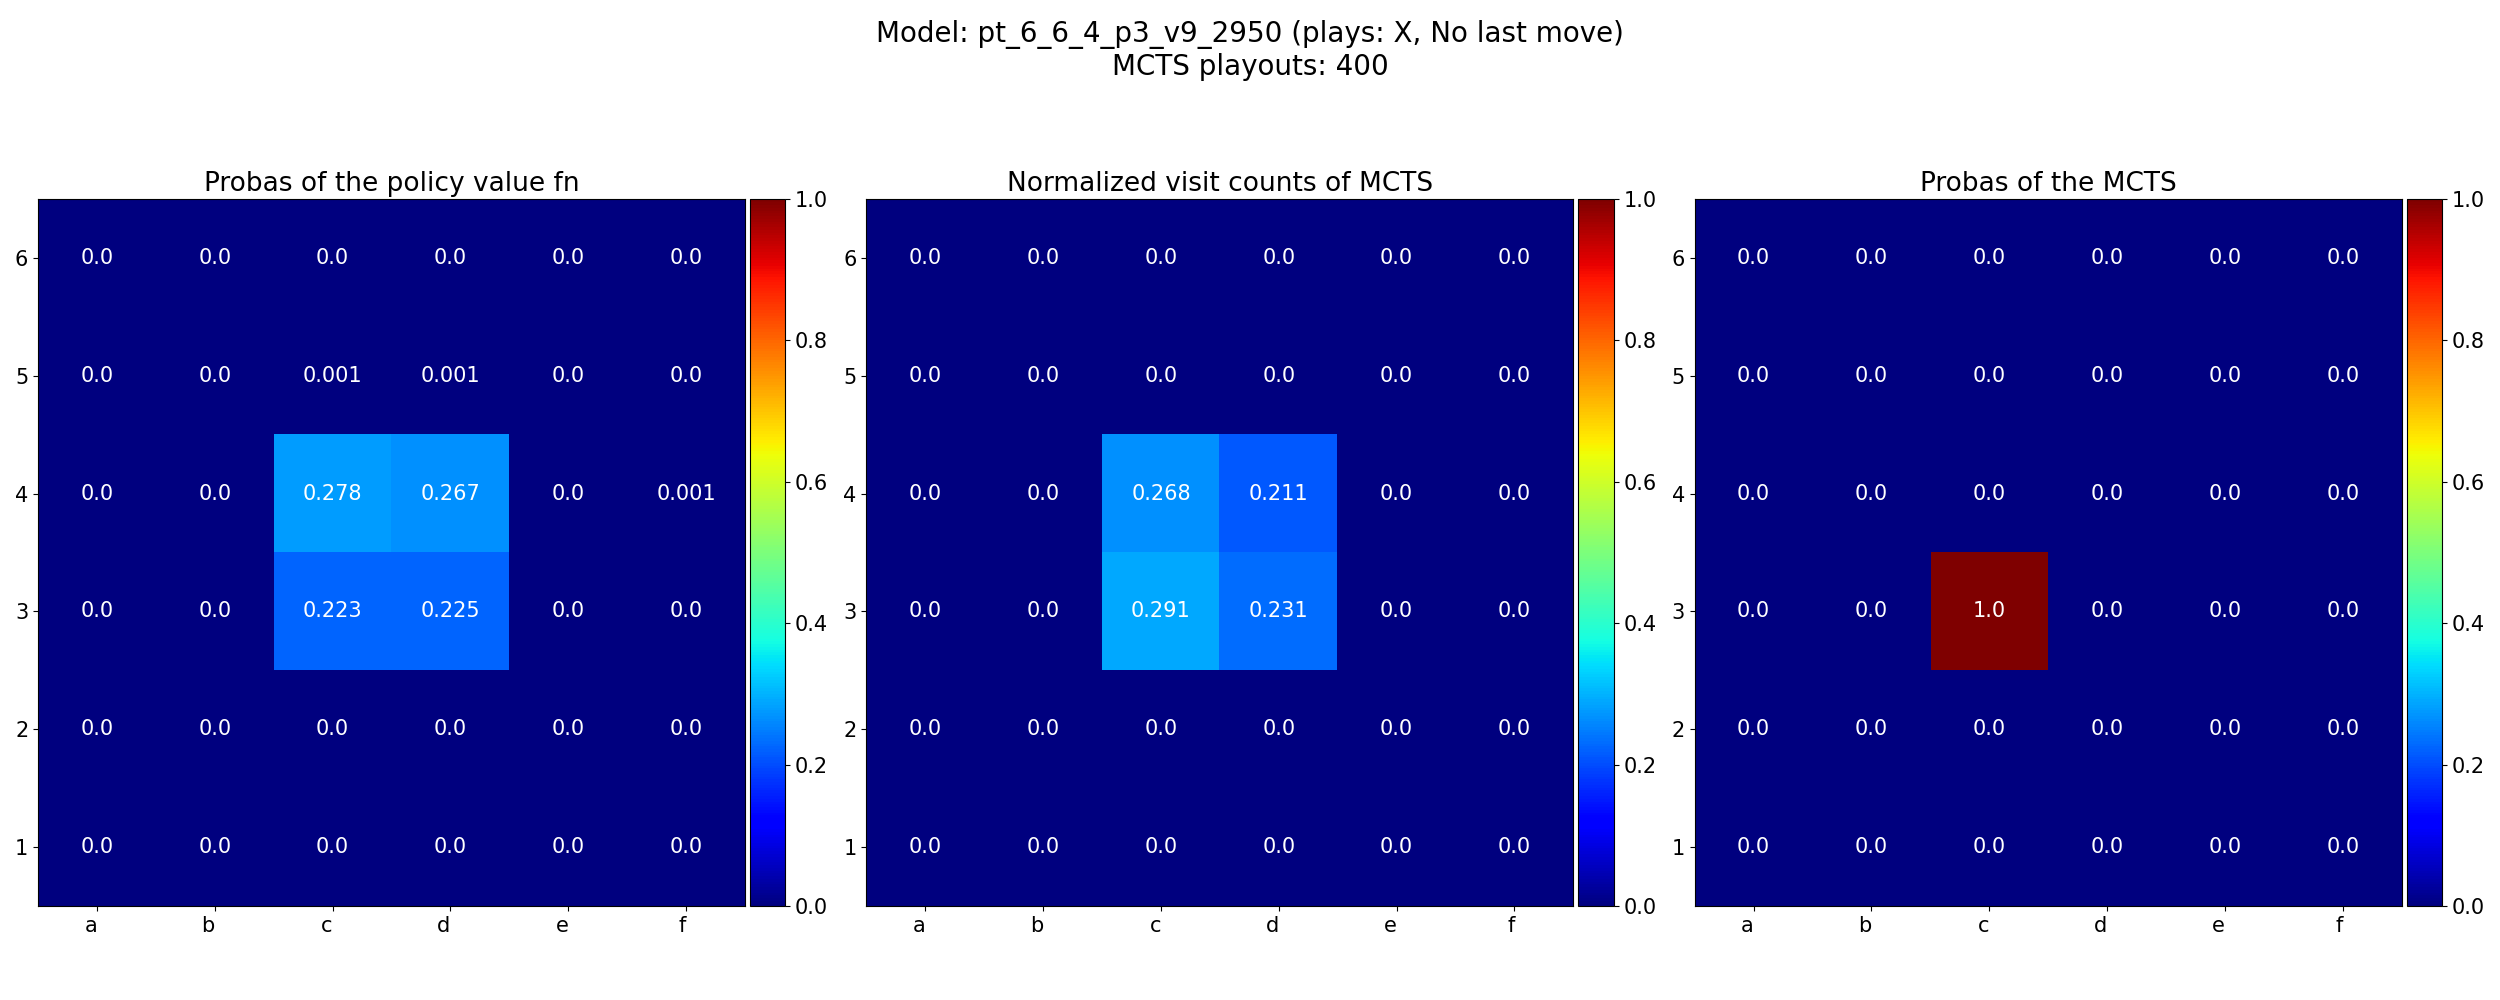 Model: pt_6_6_4_p3_v9_2950 (plays: X, No last move)
MCTS playouts: 400
Probas of the policy value fn
6 0.0 0.0 0.0 0.0 0.0 0.0
5 0.0 0.0 0.001 0.001 0.0 0.0
4 0.0 0.0 0.278 0.267 0.0 0.001
3 0.0 0.0 0.223 0.225 0.0 0.0
2 0.0 0.0 0.0 0.0 0.0 0.0
1 0.0 0.0 0.0 0.0 0.0 0.0
a b c d e f
1.0
0.8
0.6
0.4
0.2
0.0
Normalized visit counts of MCTS
6 0.0 0.0 0.0 0.0 0.0 0.0
5 0.0 0.0 0.0 0.0 0.0 0.0
4 0.0 0.0 0.268 0.211 0.0 0.0
3 0.0 0.0 0.291 0.231 0.0 0.0
2 0.0 0.0 0.0 0.0 0.0 0.0
1 0.0 0.0 0.0 0.0 0.0 0.0
a b c d e f
1.0
0.8
0.6
0.4
0.2
0.0
Probas of the MCTS
6 0.0 0.0 0.0 0.0 0.0 0.0
5 0.0 0.0 0.0 0.0 0.0 0.0
4 0.0 0.0 0.0 0.0 0.0 0.0
3 0.0 0.0 1.0 0.0 0.0 0.0
2 0.0 0.0 0.0 0.0 0.0 0.0
1 0.0 0.0 0.0 0.0 0.0 0.0
a b c d e f
1.0
0.8
0.6
0.4
0.2
0.0